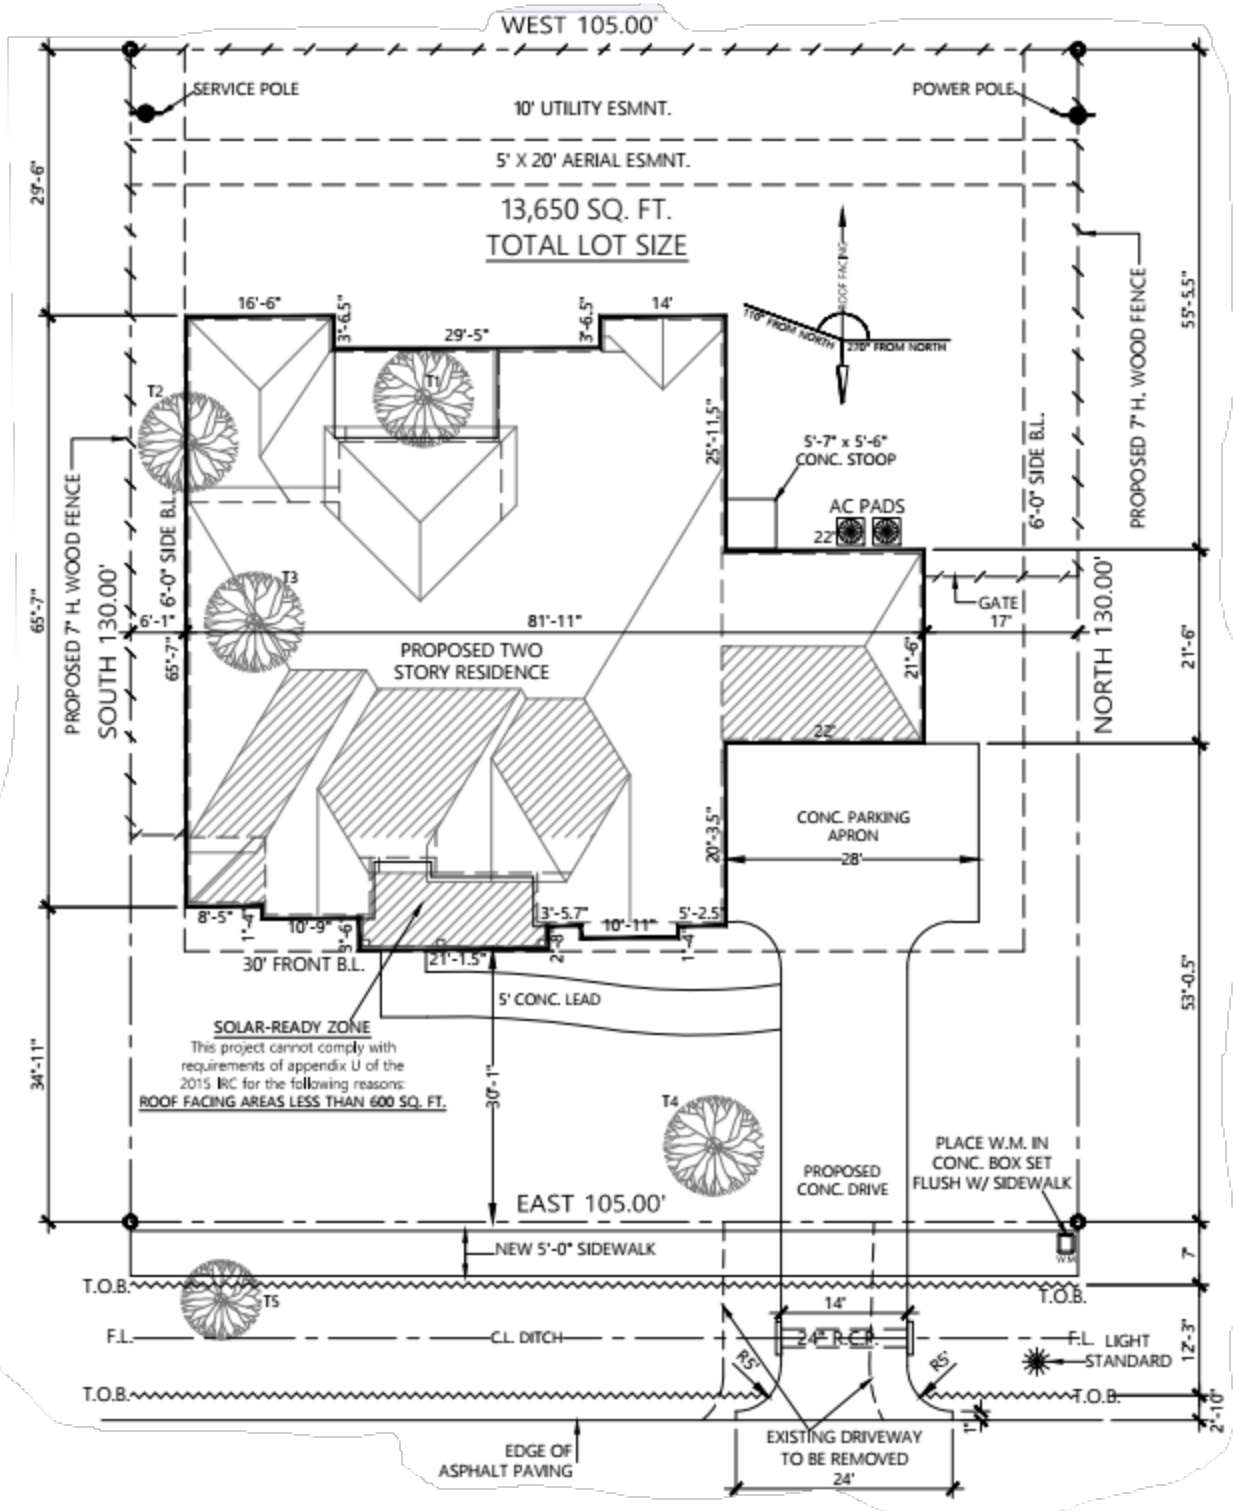 WEST 105.00'
SERVICE POLE
POWER POLE
10' UTILITY ESMNT.
5' X 20' AERIAL ESMNT.
29'-6"
13,650 SQ. FT.
TOTAL LOT SIZE
ROOF FACING
110° FROM NORTH
270° FROM NORTH
55'-5.5"
PROPOSED 7' H. WOOD FENCE
16'-6"
3'-6.5"
29'-5"
3'-6.5"
14'
T1
T2
25'-11.5"
5'-7" x 5'-6"
CONC. STOOP
6'-0" SIDE B.L.
AC PADS
22'
PROPOSED 7' H. WOOD FENCE
6'-0" SIDE B.L.
T3
65'-7"
SOUTH 130.00'
6'-1"
81'-11"
GATE
17'
NORTH 130.00'
65'-7"
PROPOSED TWO
STORY RESIDENCE
21'-6"
21'-6"
22'
CONC. PARKING
APRON
28'
20'-3.5"
8'-5"
1'-4"
10'-9"
3'-6"
21'-1.5"
3'-5.7"
2'-8"
10'-11"
1'-4"
5'-2.5"
30' FRONT B.L.
5' CONC. LEAD
53'-0.5"
SOLAR-READY ZONE
This project cannot comply with
requirements of appendix U of the
2015 IRC for the following reasons:
ROOF FACING AREAS LESS THAN 600 SQ. FT.
34'-11"
30'-1"
T4
PROPOSED
CONC. DRIVE
PLACE W.M. IN
CONC. BOX SET
FLUSH W/ SIDEWALK
EAST 105.00'
NEW 5'-0" SIDEWALK
W.M.
7'
T.O.B.
T.O.B.
T5
14'
F.L.
C.L. DITCH
24" R.C.P.
F.L.
LIGHT
STANDARD
12'-3"
R5'
R5'
T.O.B.
T.O.B.
2'-10"
1'
EXISTING DRIVEWAY
TO BE REMOVED
EDGE OF
ASPHALT PAVING
24'